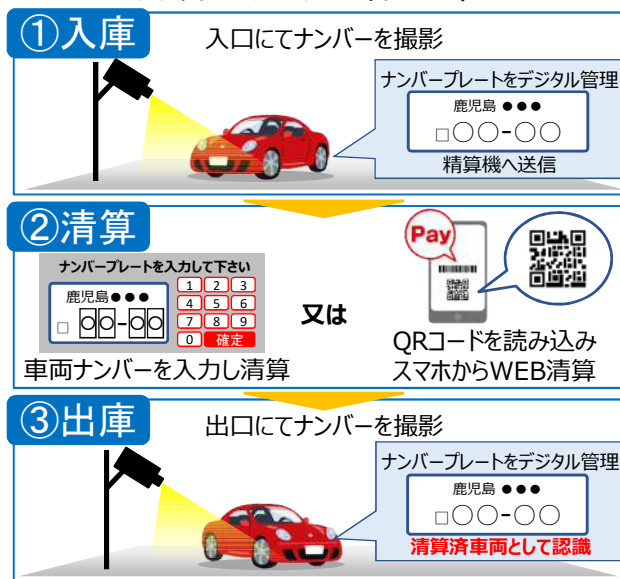 ①入庫
入口にてナンバーを撮影
ナンバープレートをデジタル管理
鹿児島 ●●●
□〇〇-〇〇
精算機へ送信
②清算
ナンバープレートを入力して下さい
鹿児島●●●
□ 00-00
1 2 3
4 5 6
7 8 9
0 確定
車両ナンバーを入力し清算
又は
Pay
QRコードを読み込み
スマホからWEB清算
③出庫
出口にてナンバーを撮影
ナンバープレートをデジタル管理
鹿児島 ●●●
□〇〇-〇〇
清算済車両として認識